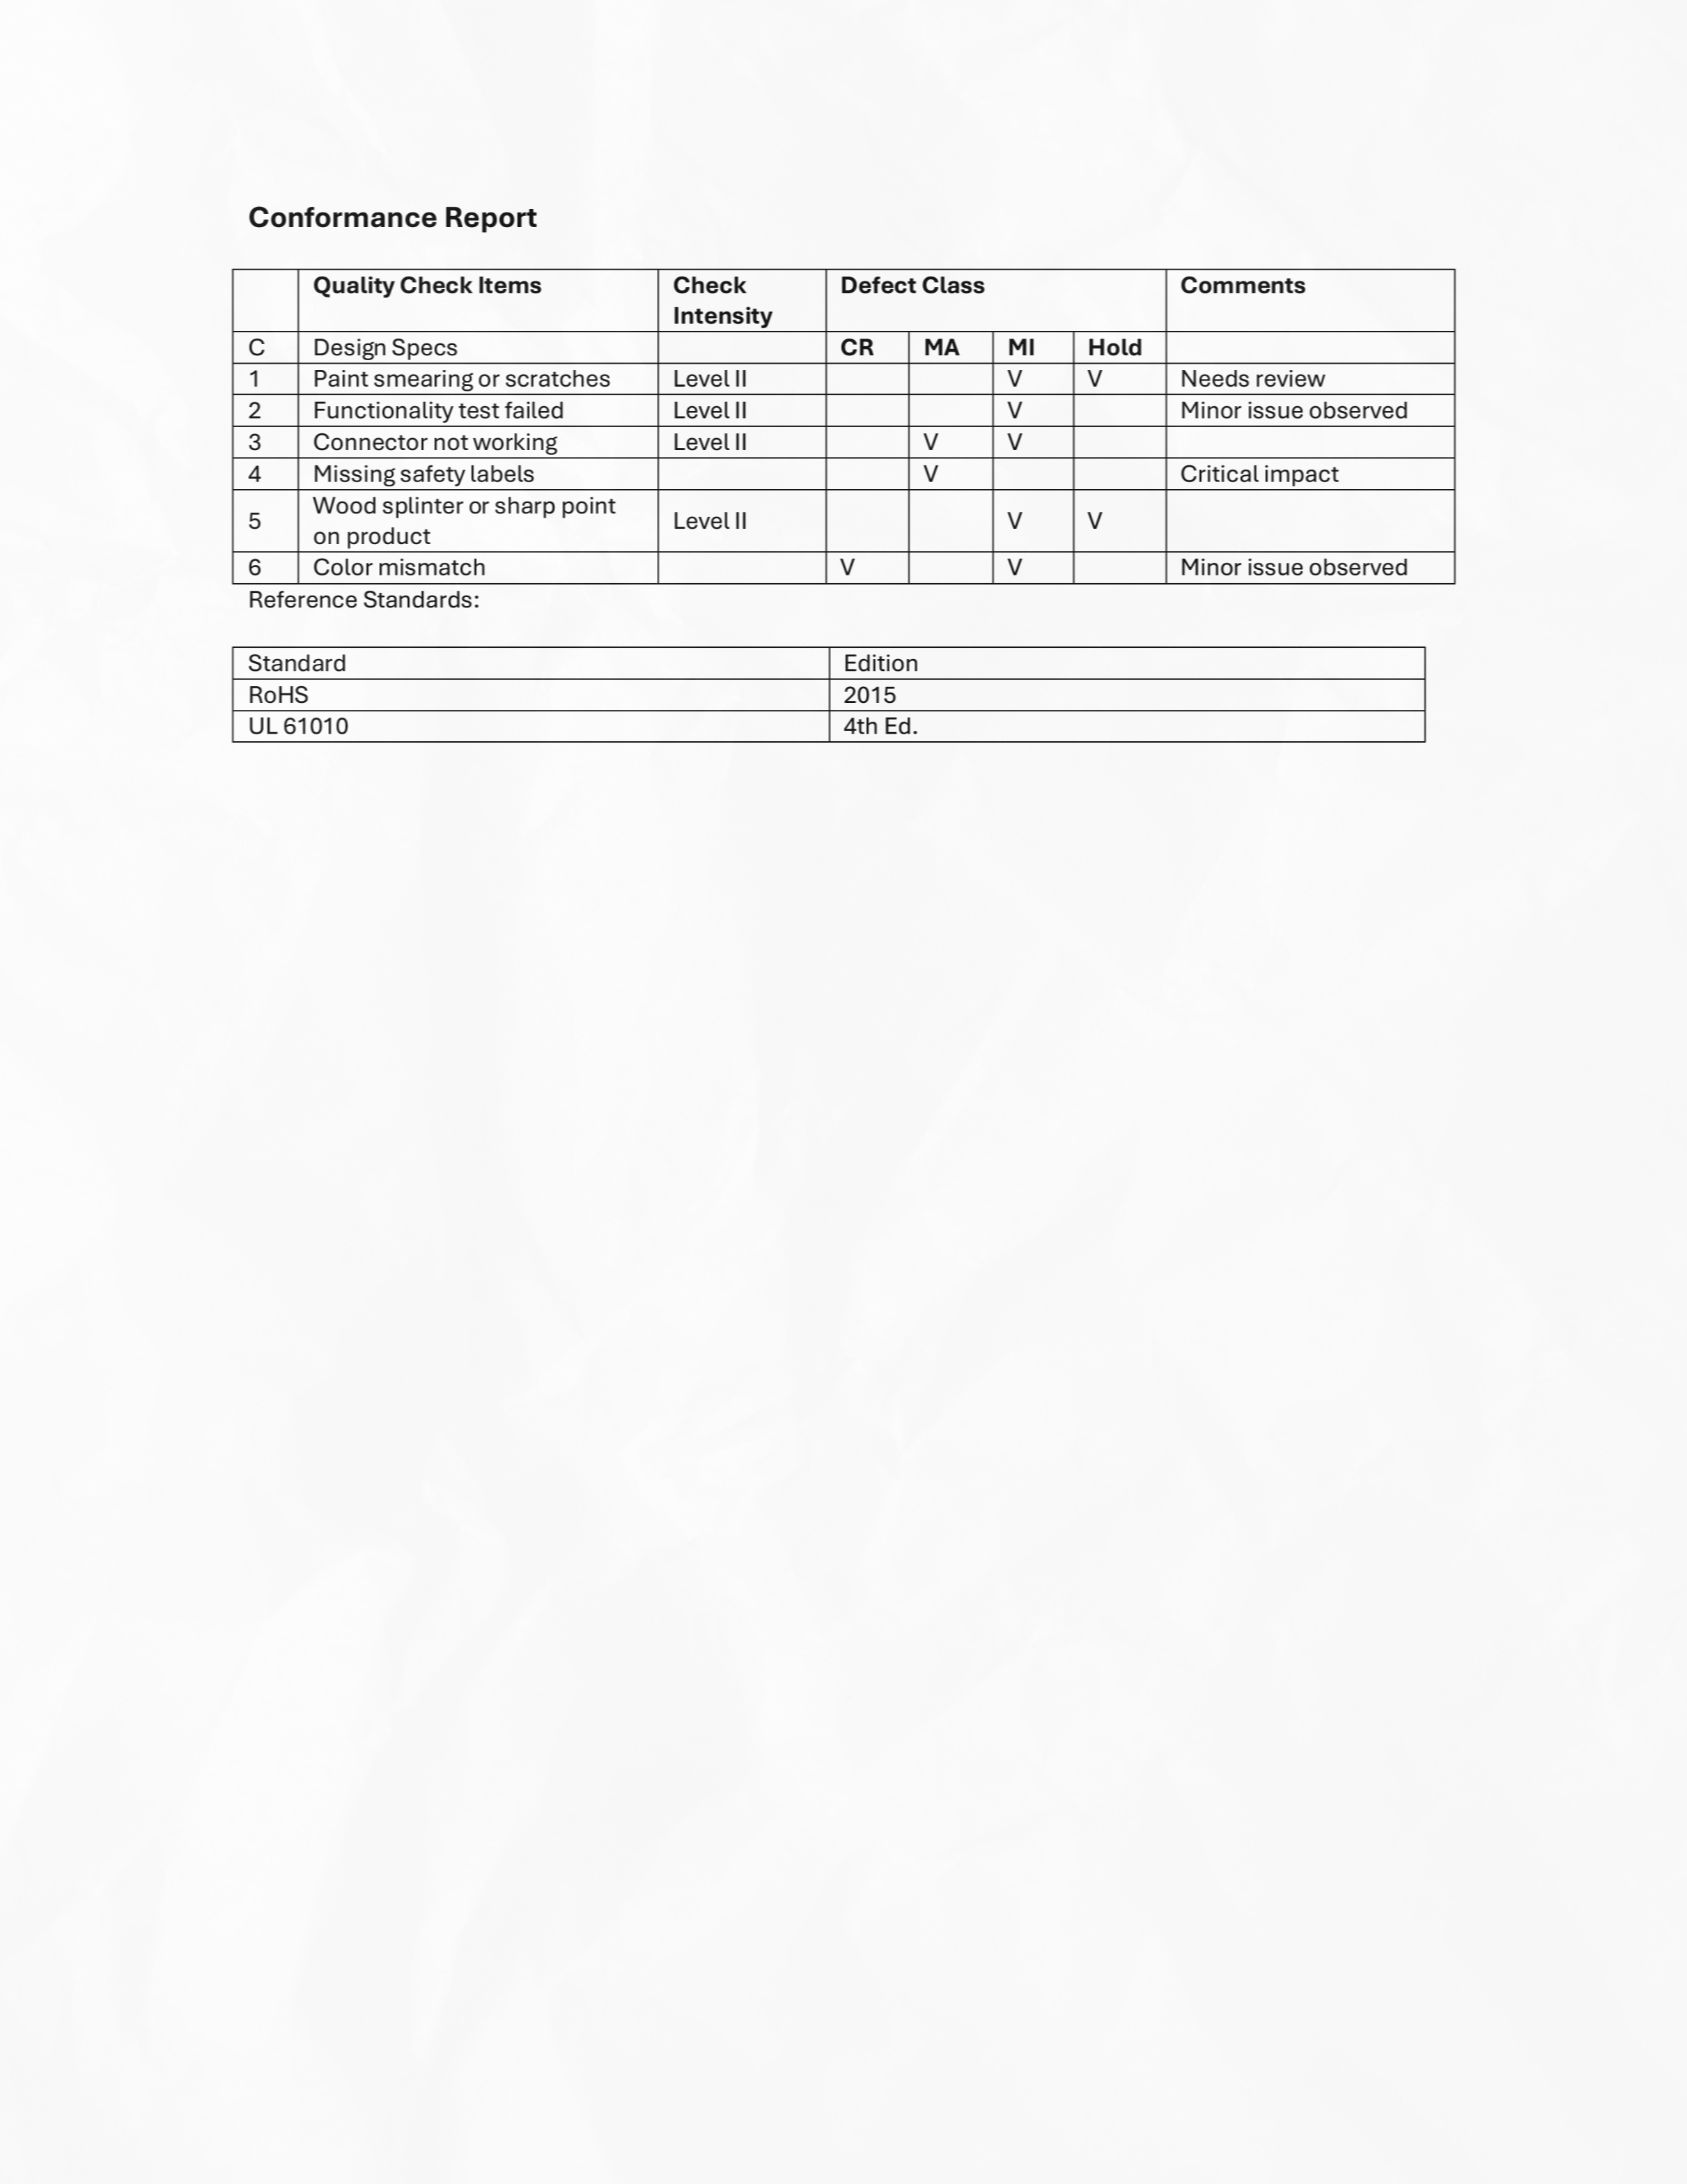 Conformance Report
Quality Check Items Check Intensity Defect Class Comments
C Design Specs CR MA MI Hold
1 Paint smearing or scratches Level II V V Needs review
2 Functionality test failed Level II V Minor issue observed
3 Connector not working Level II V V
4 Missing safety labels V Critical impact
5 Wood splinter or sharp point on product Level II V V
6 Color mismatch V V Minor issue observed
Reference Standards:
Standard Edition
RoHS 2015
UL 61010 4th Ed.